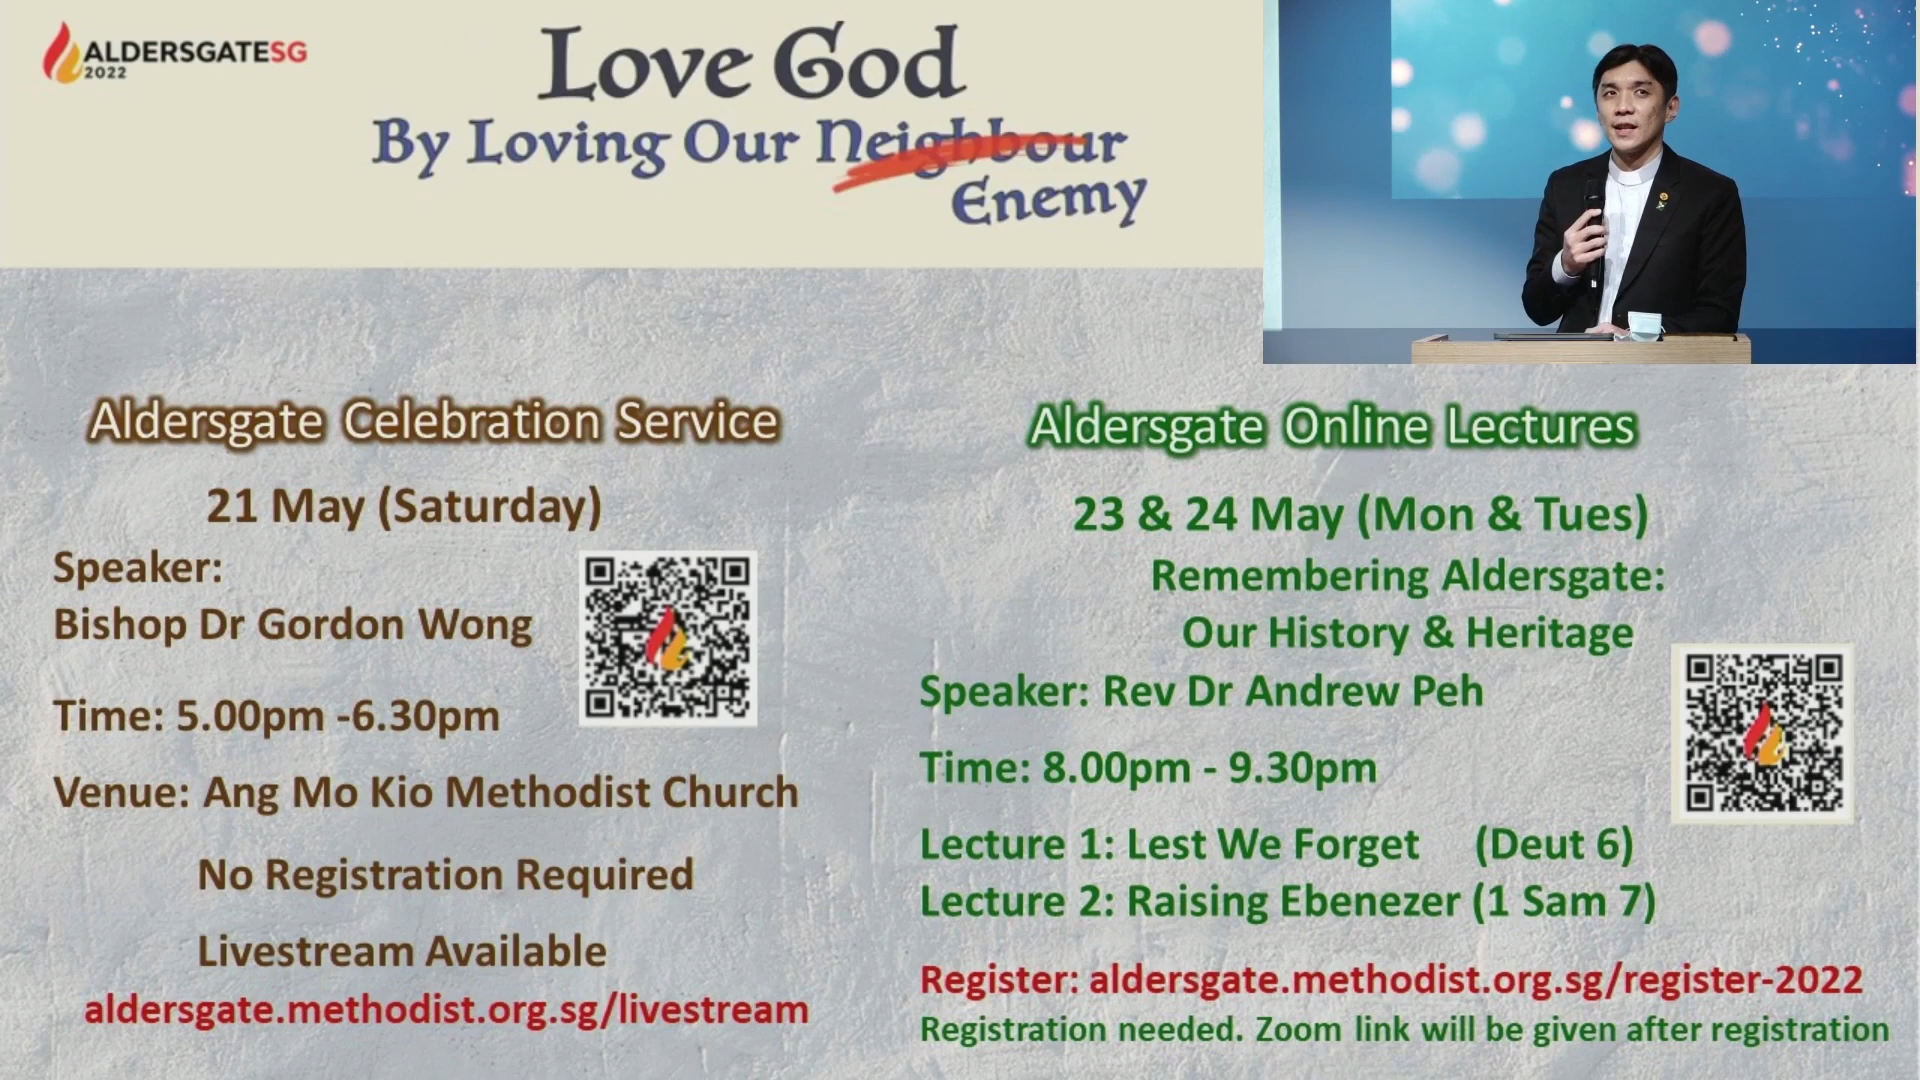 ALDERSGATESG
2022
Love God
By Loving Our Neighbour
Enemy
Aldersgate Celebration Service
21 May (Saturday)
Speaker:
Bishop Dr Gordon Wong
Time: 5.00pm -6.30pm
Venue: Ang Mo Kio Methodist Church
No Registration Required
Livestream Available
aldersgate.methodist.org.sg/livestream
Aldersgate Online Lectures
23 & 24 May (Mon & Tues)
Remembering Aldersgate:
Our History & Heritage
Speaker: Rev Dr Andrew Peh
Time: 8.00pm - 9.30pm
Lecture 1: Lest We Forget (Deut 6)
Lecture 2: Raising Ebenezer (1 Sam 7)
Register: aldersgate.methodist.org.sg/register-2022
Registration needed. Zoom link will be given after registration